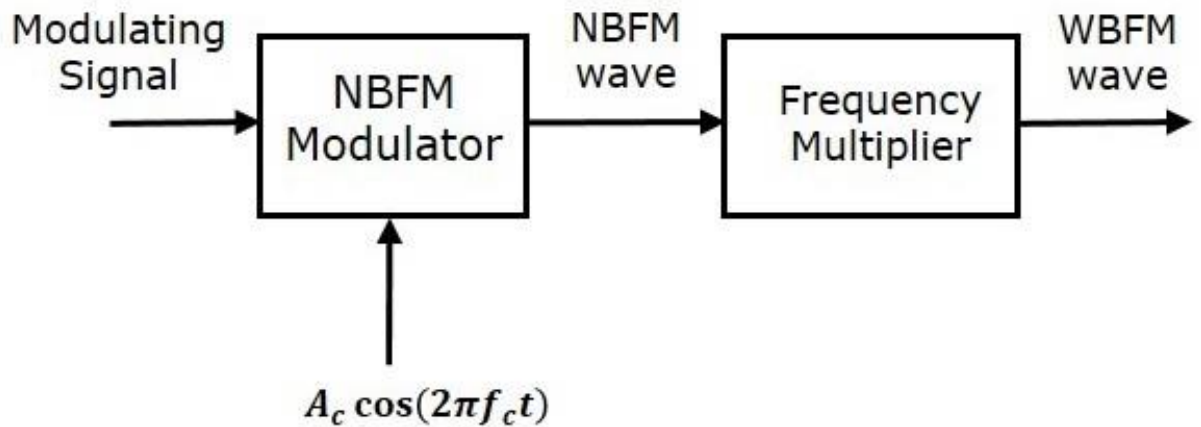 Modulating
Signal
NBFM
Modulator
NBFM
wave
Frequency
Multiplier
WBFM
wave
A_c cos(2πf_c t)